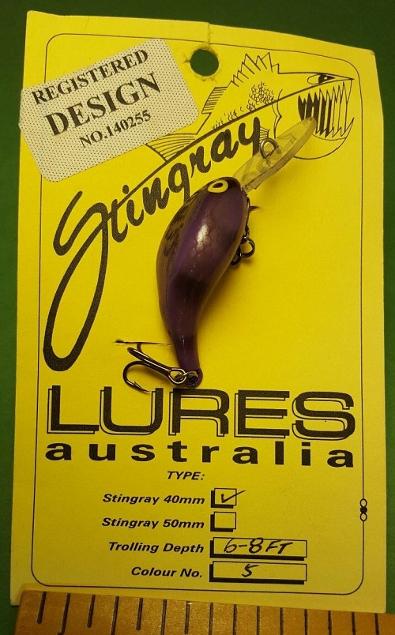 REGISTERED
DESIGN
NO.140255
Stingray
LURES
australia
TYPE:
Stingray 40mm ✓
Stingray 50mm
Trolling Depth 6-8FT
Colour No. 5